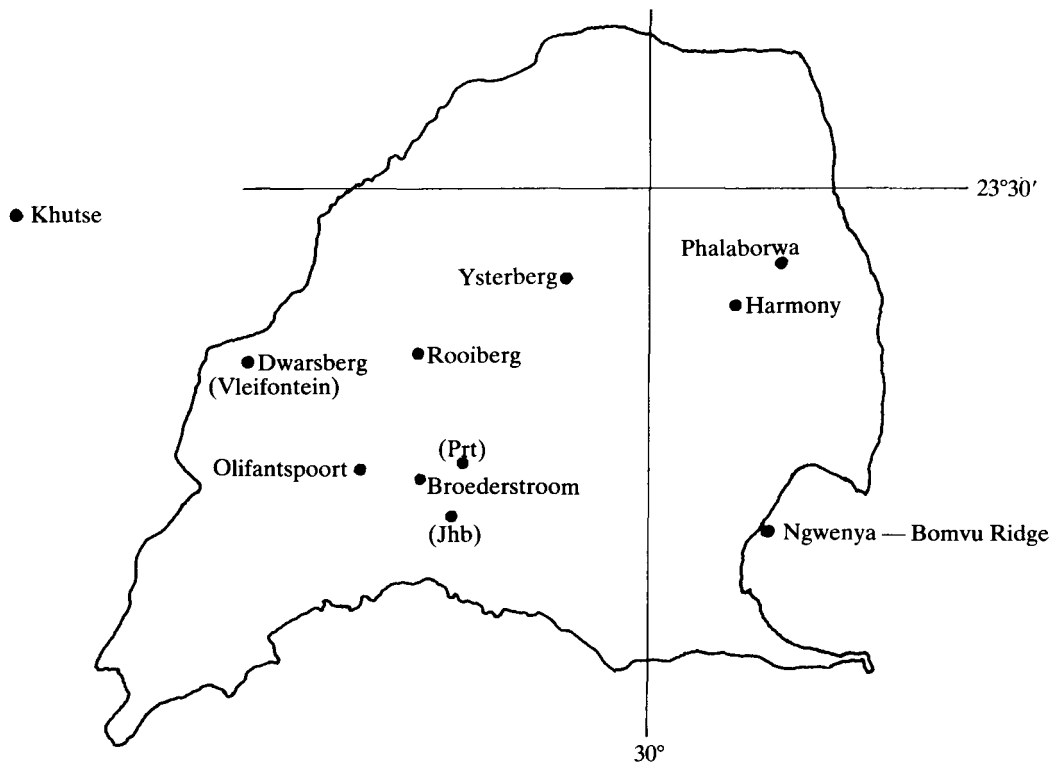 23°30′
Khutse
Phalaborwa
Ysterberg
Harmony
Rooiberg
Dwarsberg
(Vleifontein)
(Prt)
Olifantspoort
Broederstroom
(Jhb)
Ngwenya — Bomvu Ridge
30°